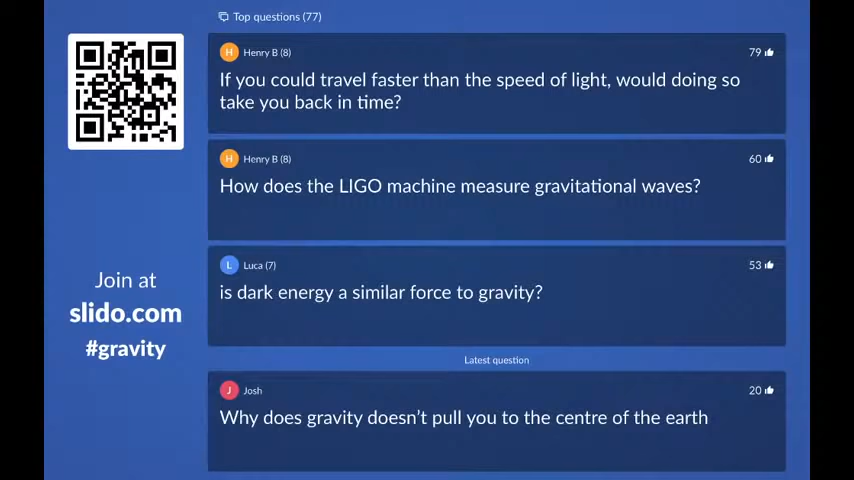 Top questions (77)
H Henry B (8) 79
If you could travel faster than the speed of light, would doing so
take you back in time?
H Henry B (8) 60
How does the LIGO machine measure gravitational waves?
L Luca (7) 53
is dark energy a similar force to gravity?
Join at
slido.com
#gravity
Latest question
J Josh 20
Why does gravity doesn't pull you to the centre of the earth